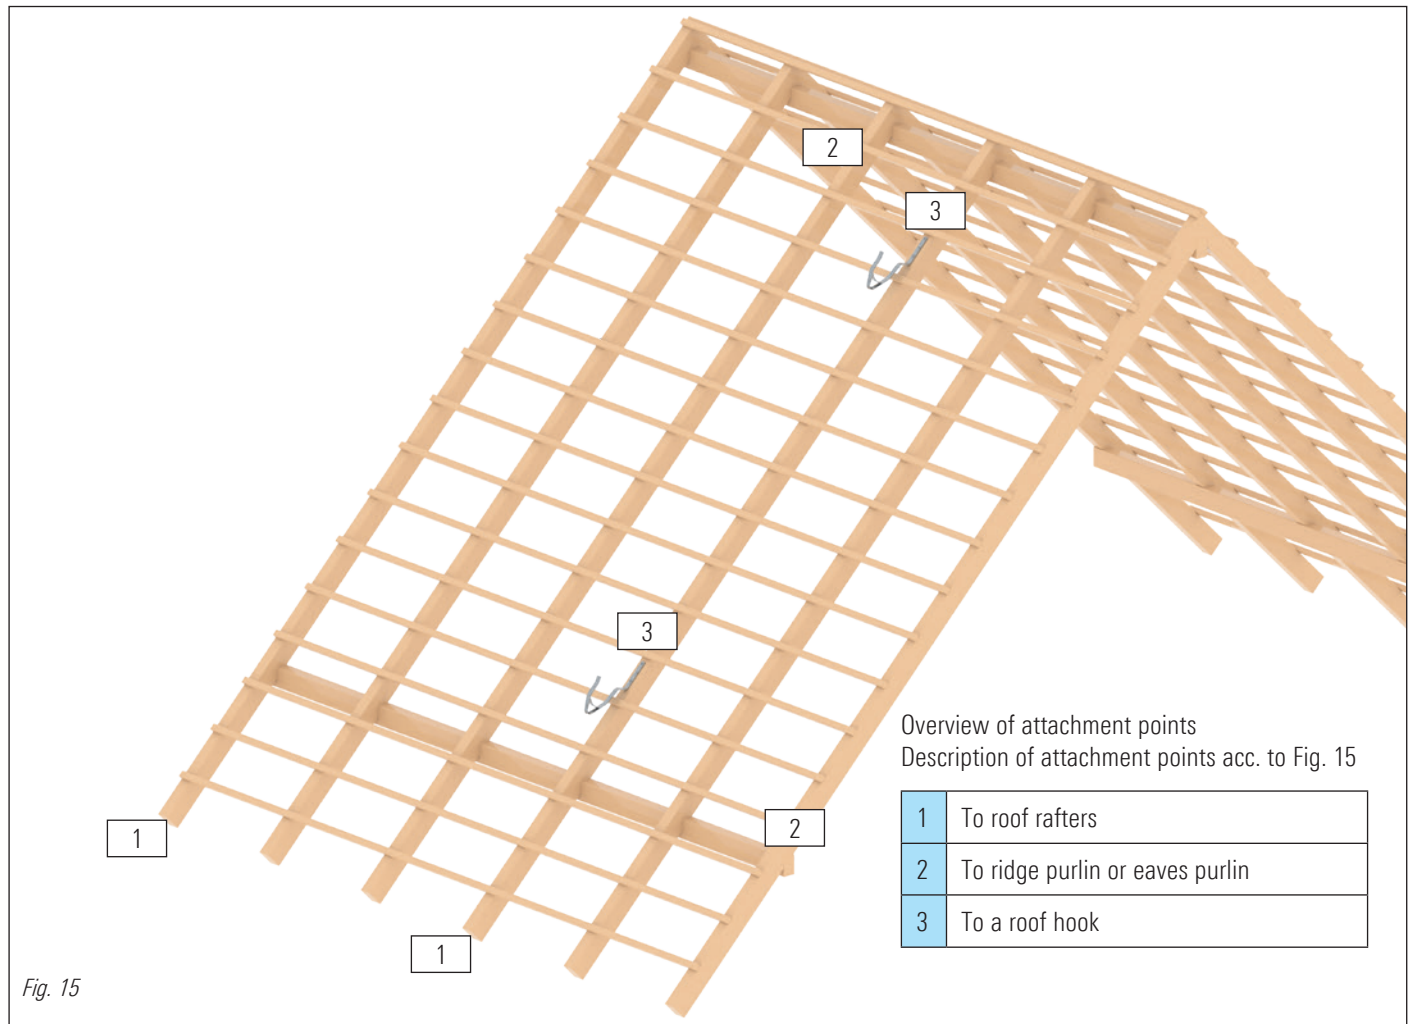 2
3
3
1
2
1
Overview of attachment points
Description of attachment points acc. to Fig. 15
1 To roof rafters
2 To ridge purlin or eaves purlin
3 To a roof hook
Fig. 15